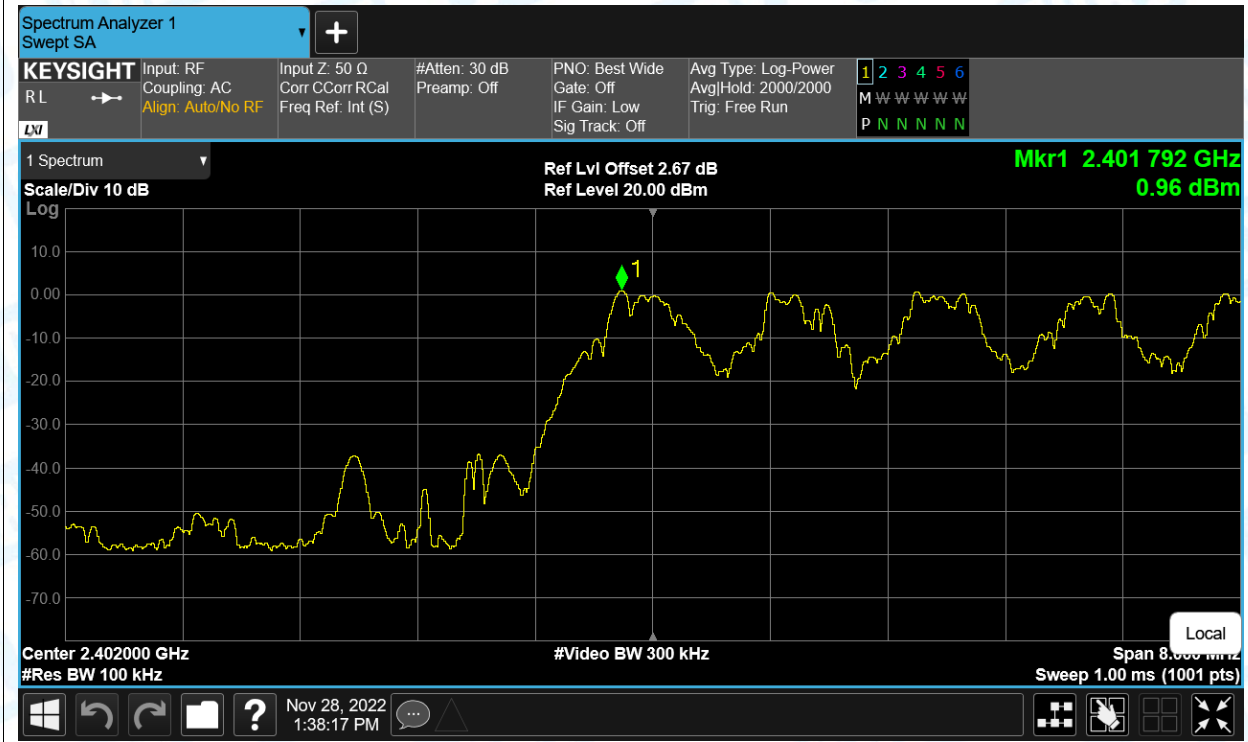 Spectrum Analyzer 1
Swept SA
KEYSIGHT
R L
LXI
Input: RF
Coupling: AC
Align: Auto/No RF
Input Z: 50 Ω
Corr CCorr RCal
Freq Ref: Int (S)
#Atten: 30 dB
Preamp: Off
PNO: Best Wide
Gate: Off
IF Gain: Low
Sig Track: Off
Avg Type: Log-Power
Avg|Hold: 2000/2000
Trig: Free Run
1 2 3 4 5 6
M W W W W W W
P N N N N N N
1 Spectrum
Scale/Div 10 dB
Log
Ref Lvl Offset 2.67 dB
Ref Level 20.00 dBm
Mkr1 2.401 792 GHz
0.96 dBm
1
10.0
0.00
-10.0
-20.0
-30.0
-40.0
-50.0
-60.0
-70.0
Local
Center 2.402000 GHz
#Video BW 300 kHz
Span 8.000 MHz
#Res BW 100 kHz
Sweep 1.00 ms (1001 pts)
?
Nov 28, 2022
1:38:17 PM